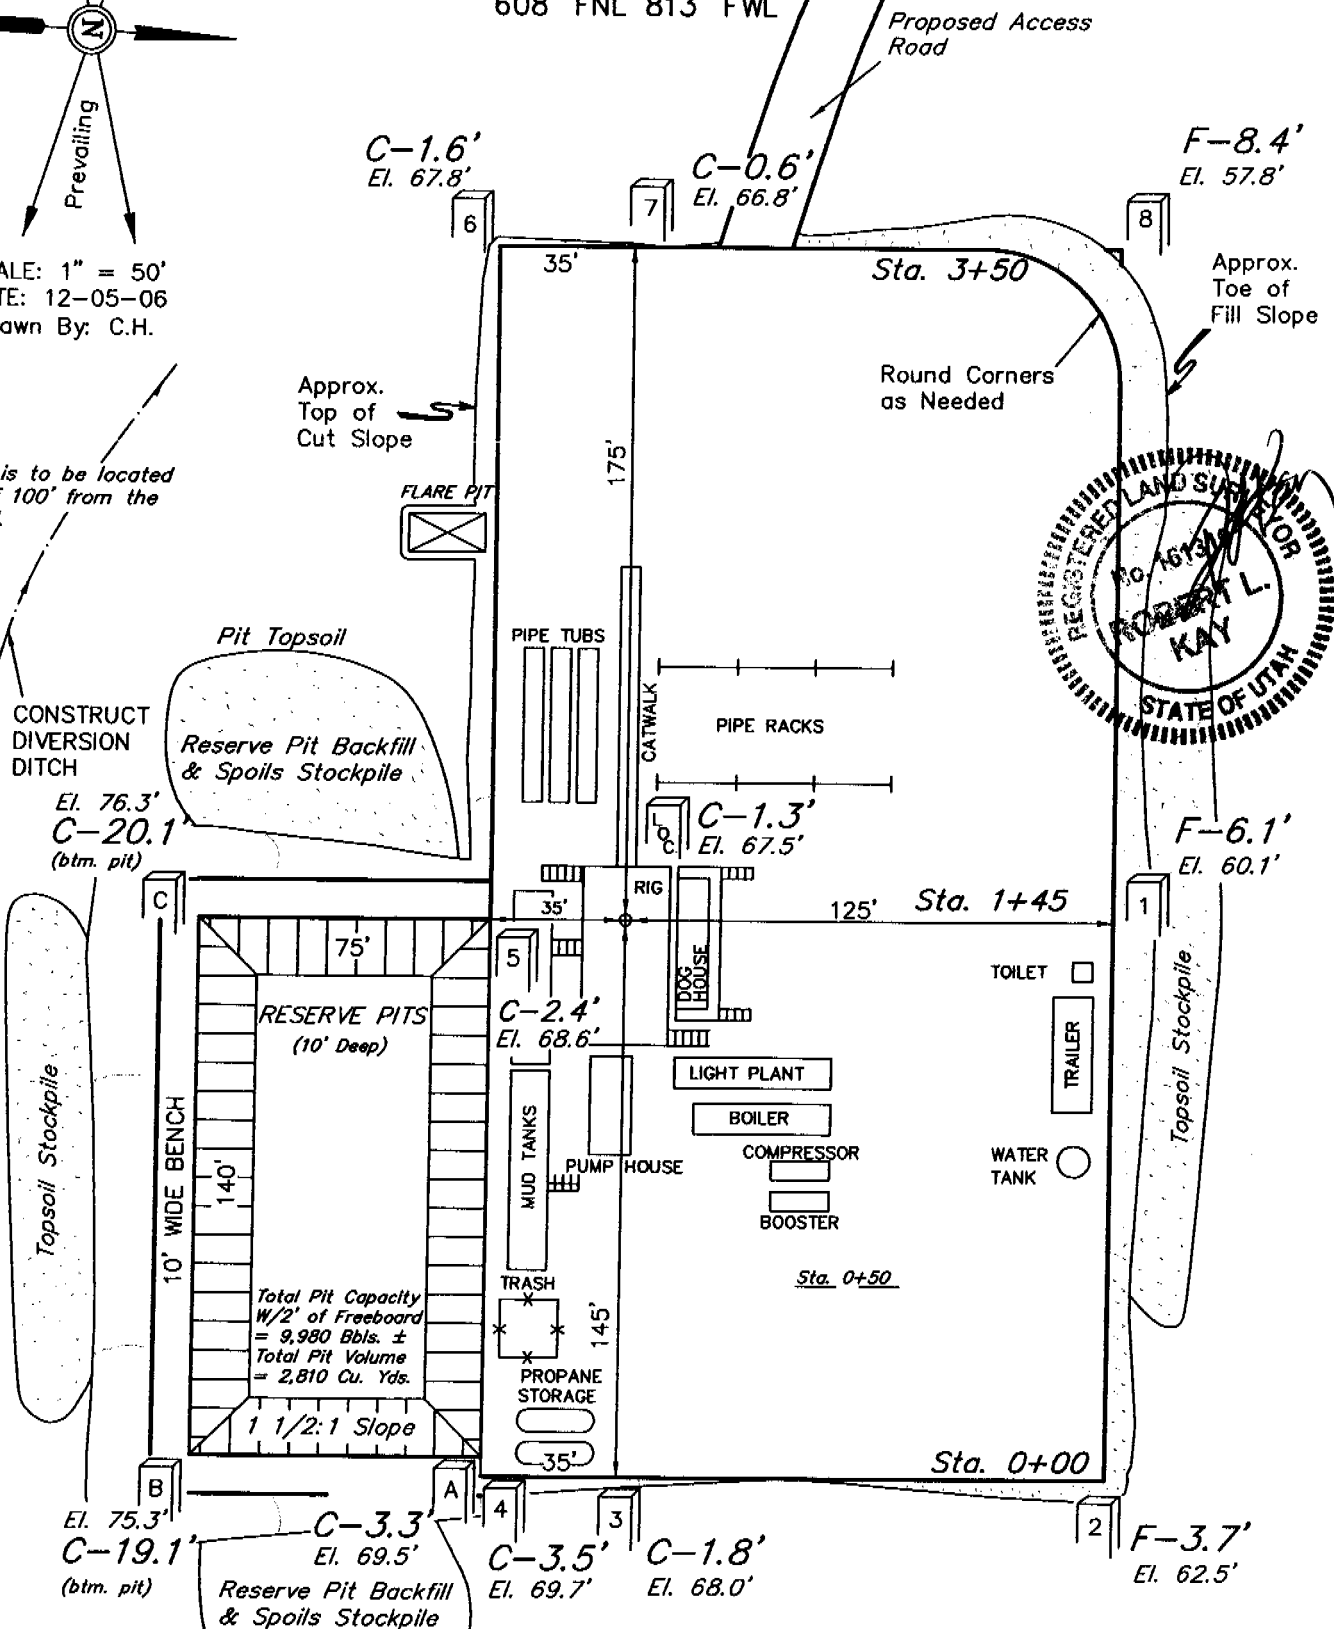 608' FNL 813' FWL
N
Prevailing
Proposed Access
Road
C-1.6'
El. 67.8'
6
7
C-0.6'
El. 66.8'
F-8.4'
El. 57.8'
8
ALE: 1" = 50'
TE: 12-05-06
awn By: C.H.
35'
Sta. 3+50
Approx.
Toe of
Fill Slope
Round Corners
as Needed
Approx.
Top of
Cut Slope
175'
is to be located
100' from the
FLARE PIT
REGISTERED LAND SURVEYOR
No. 161319
ROBERT L.
KAY
STATE OF UTAH
Pit Topsoil
PIPE TUBS
CATWALK
PIPE RACKS
CONSTRUCT
DIVERSION
DITCH
Reserve Pit Backfill
& Spoils Stockpile
El. 76.3'
C-20.1'
(btm. pit)
LOC.
C-1.3'
El. 67.5'
F-6.1'
El. 60.1'
C
RIG
35'
125'
Sta. 1+45
1
75'
5
DOG
HOUSE
TOILET
RESERVE PITS
(10' Deep)
C-2.4'
El. 68.6'
TRAILER
Topsoil Stockpile
LIGHT PLANT
BOILER
Topsoil Stockpile
10' WIDE BENCH
140'
MUD TANKS
PUMP HOUSE
COMPRESSOR
BOOSTER
WATER
TANK
Sta. 0+50
TRASH
Total Pit Capacity
W/2' of Freeboard
= 9,980 Bbls. ±
Total Pit Volume
= 2,810 Cu. Yds.
145'
PROPANE
STORAGE
1 1/2:1 Slope
35'
Sta. 0+00
B
A
4
3
2
El. 75.3'
C-19.1'
(btm. pit)
C-3.3'
El. 69.5'
C-3.5'
El. 69.7'
C-1.8'
El. 68.0'
F-3.7'
El. 62.5'
Reserve Pit Backfill
& Spoils Stockpile